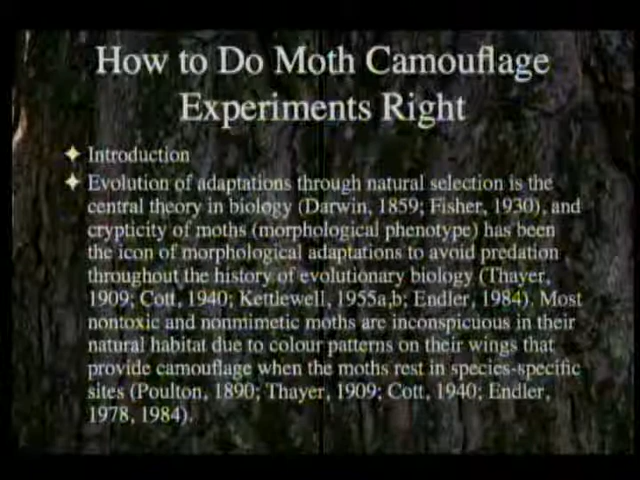 How to Do Moth Camouflage
Experiments Right
Introduction
Evolution of adaptations through natural selection is the
central theory in biology (Darwin, 1859; Fisher, 1930), and
crypticity of moths (morphological phenotype) has been
the icon of morphological adaptations to avoid predation
throughout the history of evolutionary biology (Thayer,
1909; Cott, 1940; Kettlewell, 1955a,b; Endler, 1984). Most
nontoxic and nonmimetic moths are inconspicuous in their
natural habitat due to colour patterns on their wings that
provide camouflage when the moths rest in species-specific
sites (Poulton, 1890; Thayer, 1909; Cott, 1940; Endler,
1978, 1984).